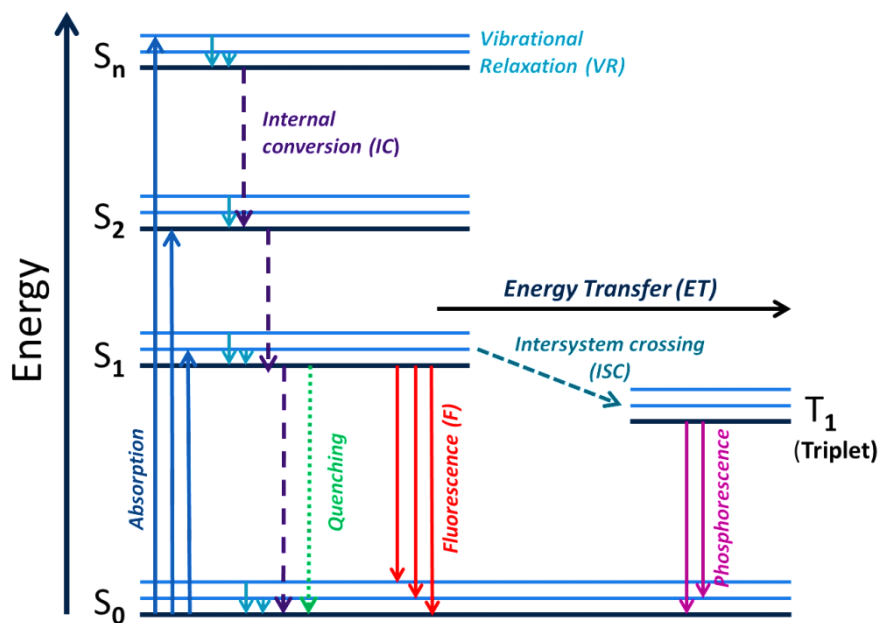 Energy
Sn
Vibrational
Relaxation (VR)
Internal
conversion (IC)
S2
Energy Transfer (ET)
S1
Intersystem crossing
(ISC)
T1
(Triplet)
Absorption
Quenching
Fluorescence (F)
Phosphorescence
S0